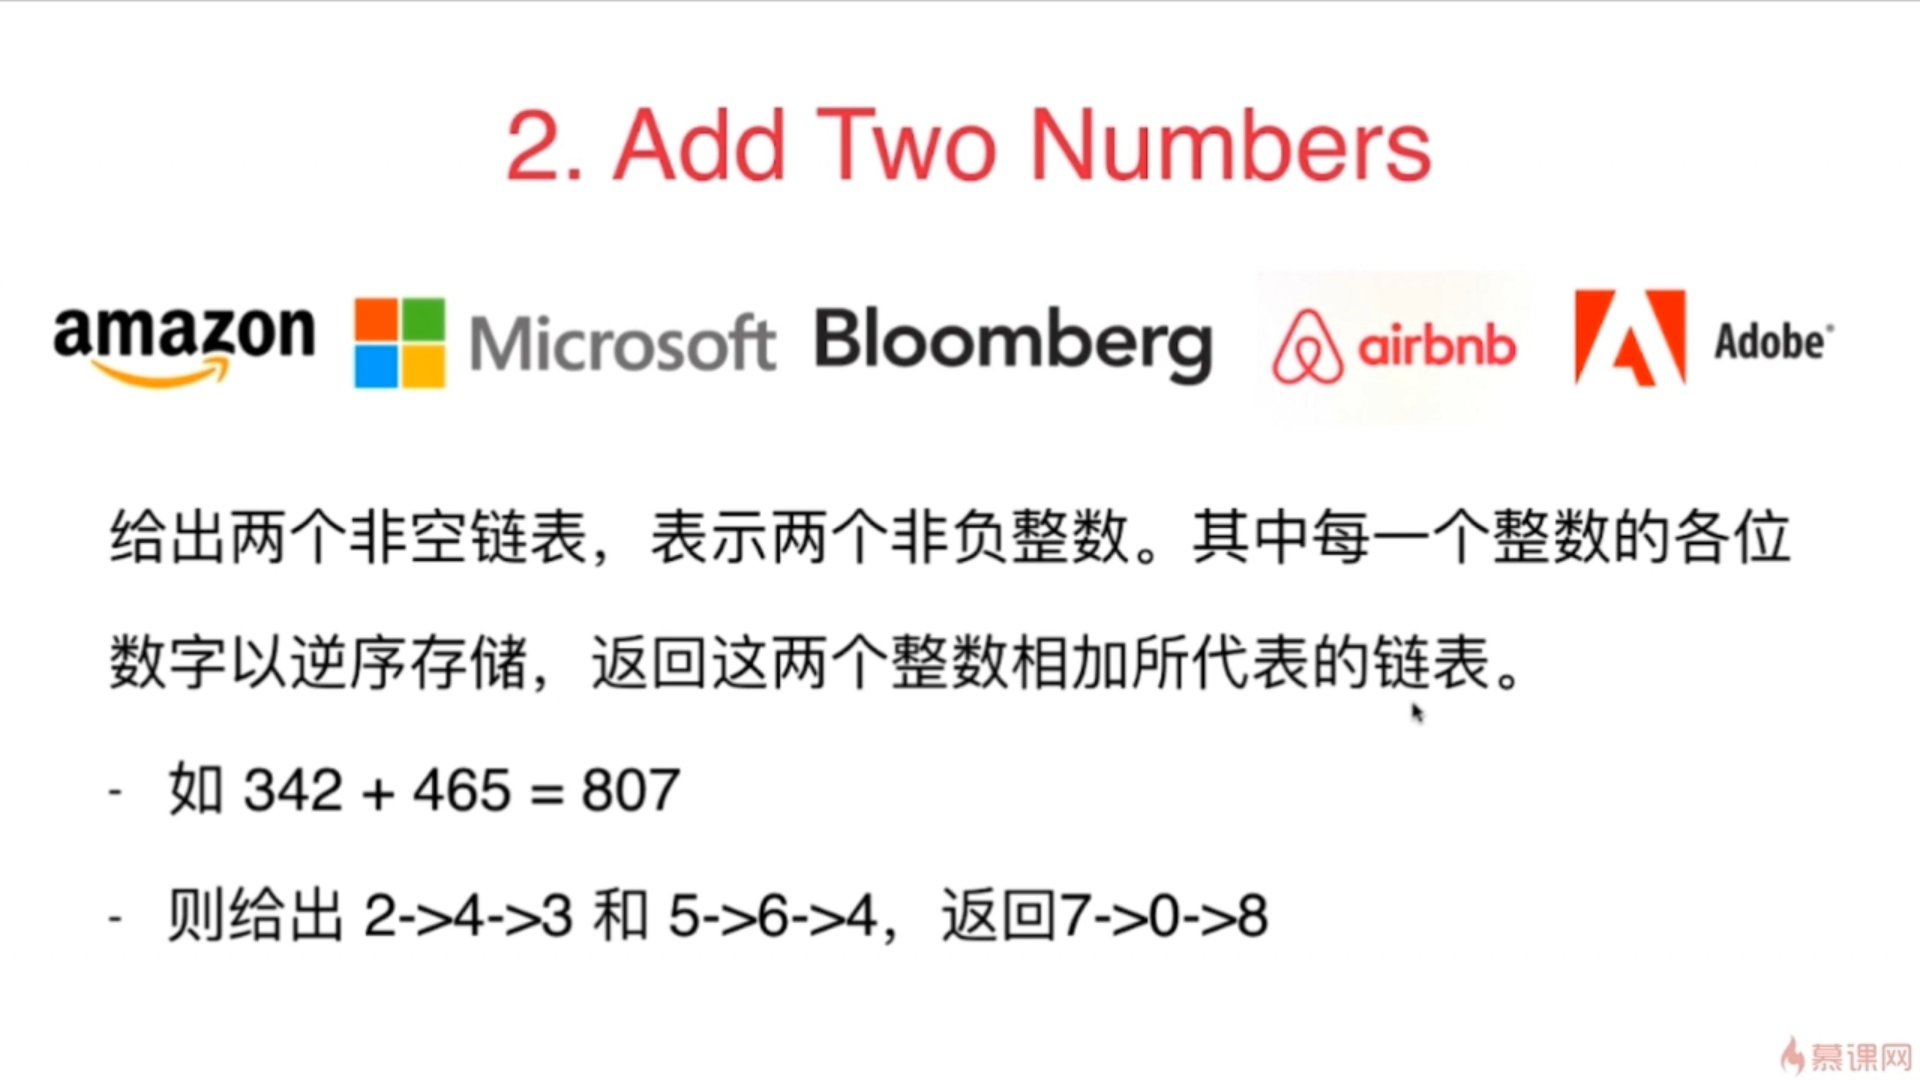 2. Add Two Numbers
amazon Microsoft Bloomberg airbnb Adobe
给出两个非空链表，表示两个非负整数。其中每一个整数的各位
数字以逆序存储，返回这两个整数相加所代表的链表。
- 如 342 + 465 = 807
- 则给出 2->4->3 和 5->6->4，返回7->0->8
慕课网